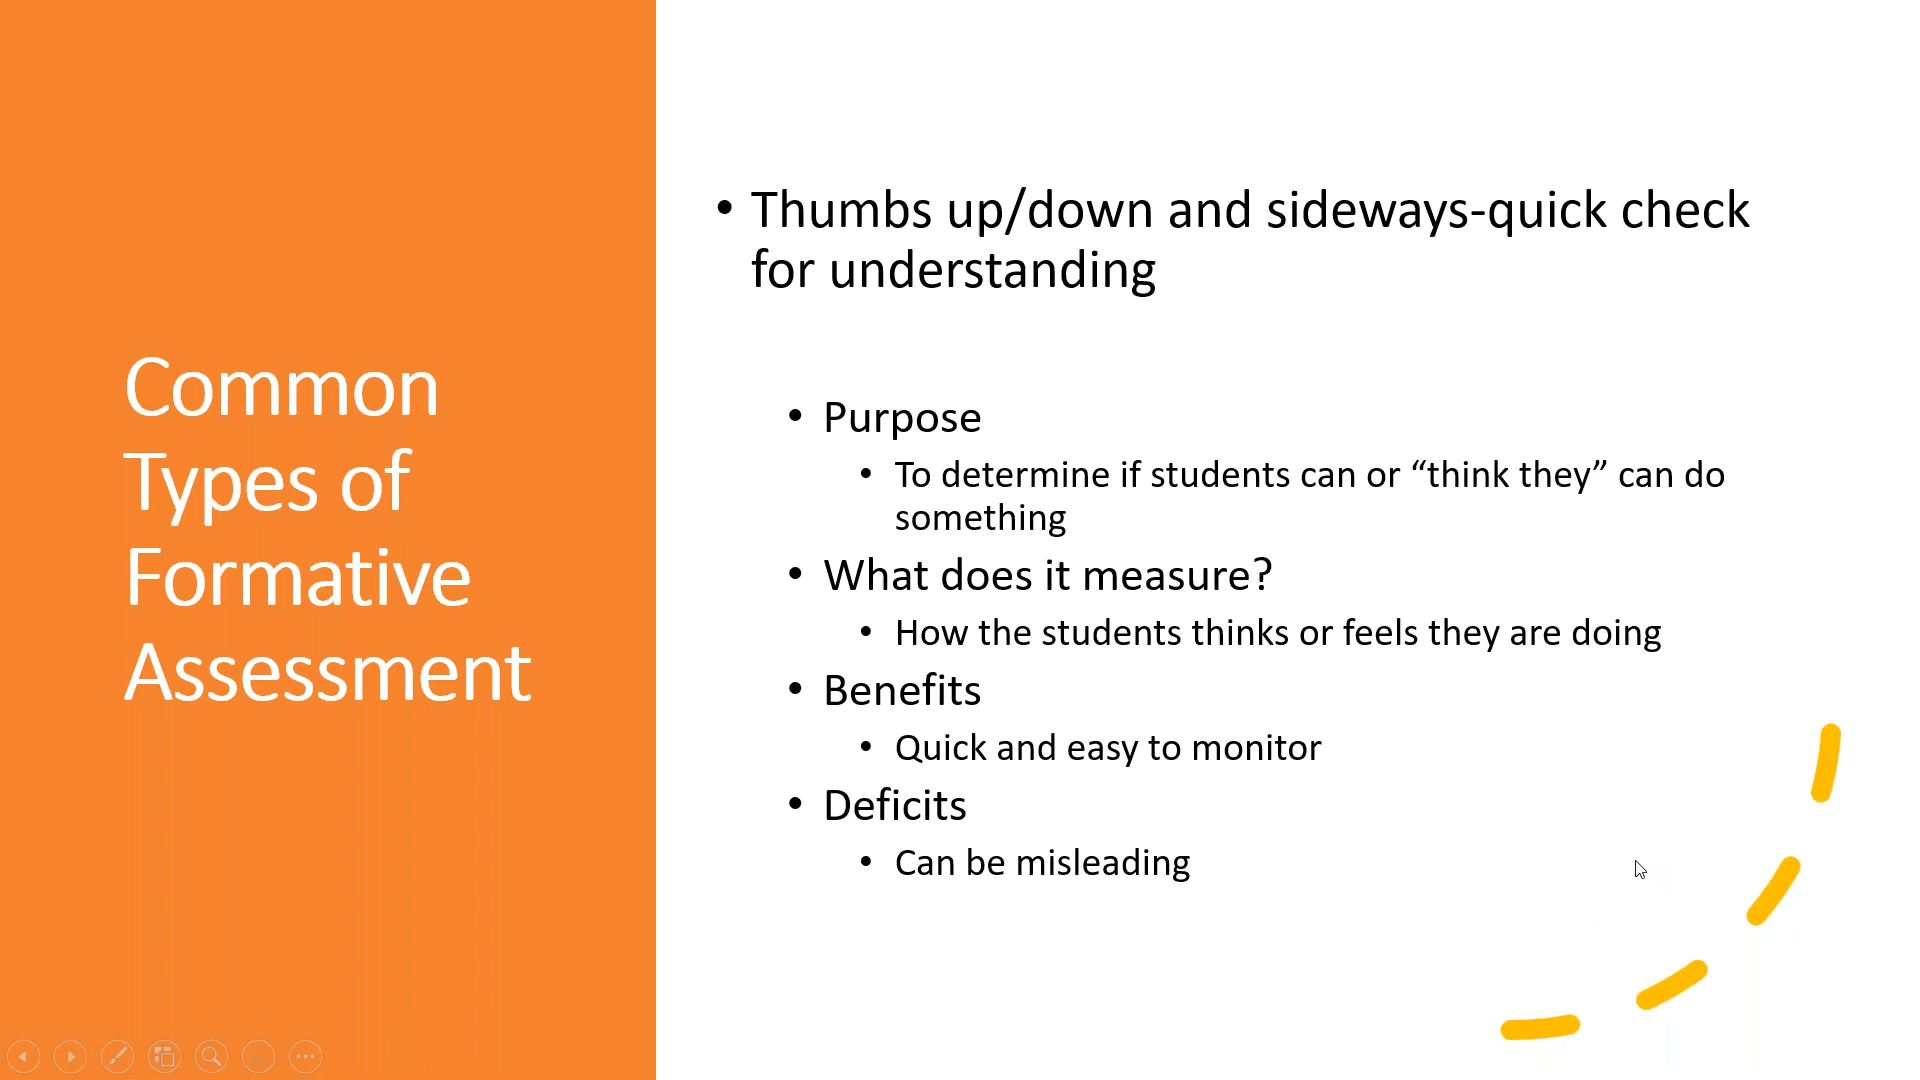 Common
Types of
Formative
Assessment
• Thumbs up/down and sideways-quick check
for understanding
• Purpose
• To determine if students can or “think they” can do
something
• What does it measure?
• How the students thinks or feels they are doing
• Benefits
• Quick and easy to monitor
• Deficits
• Can be misleading